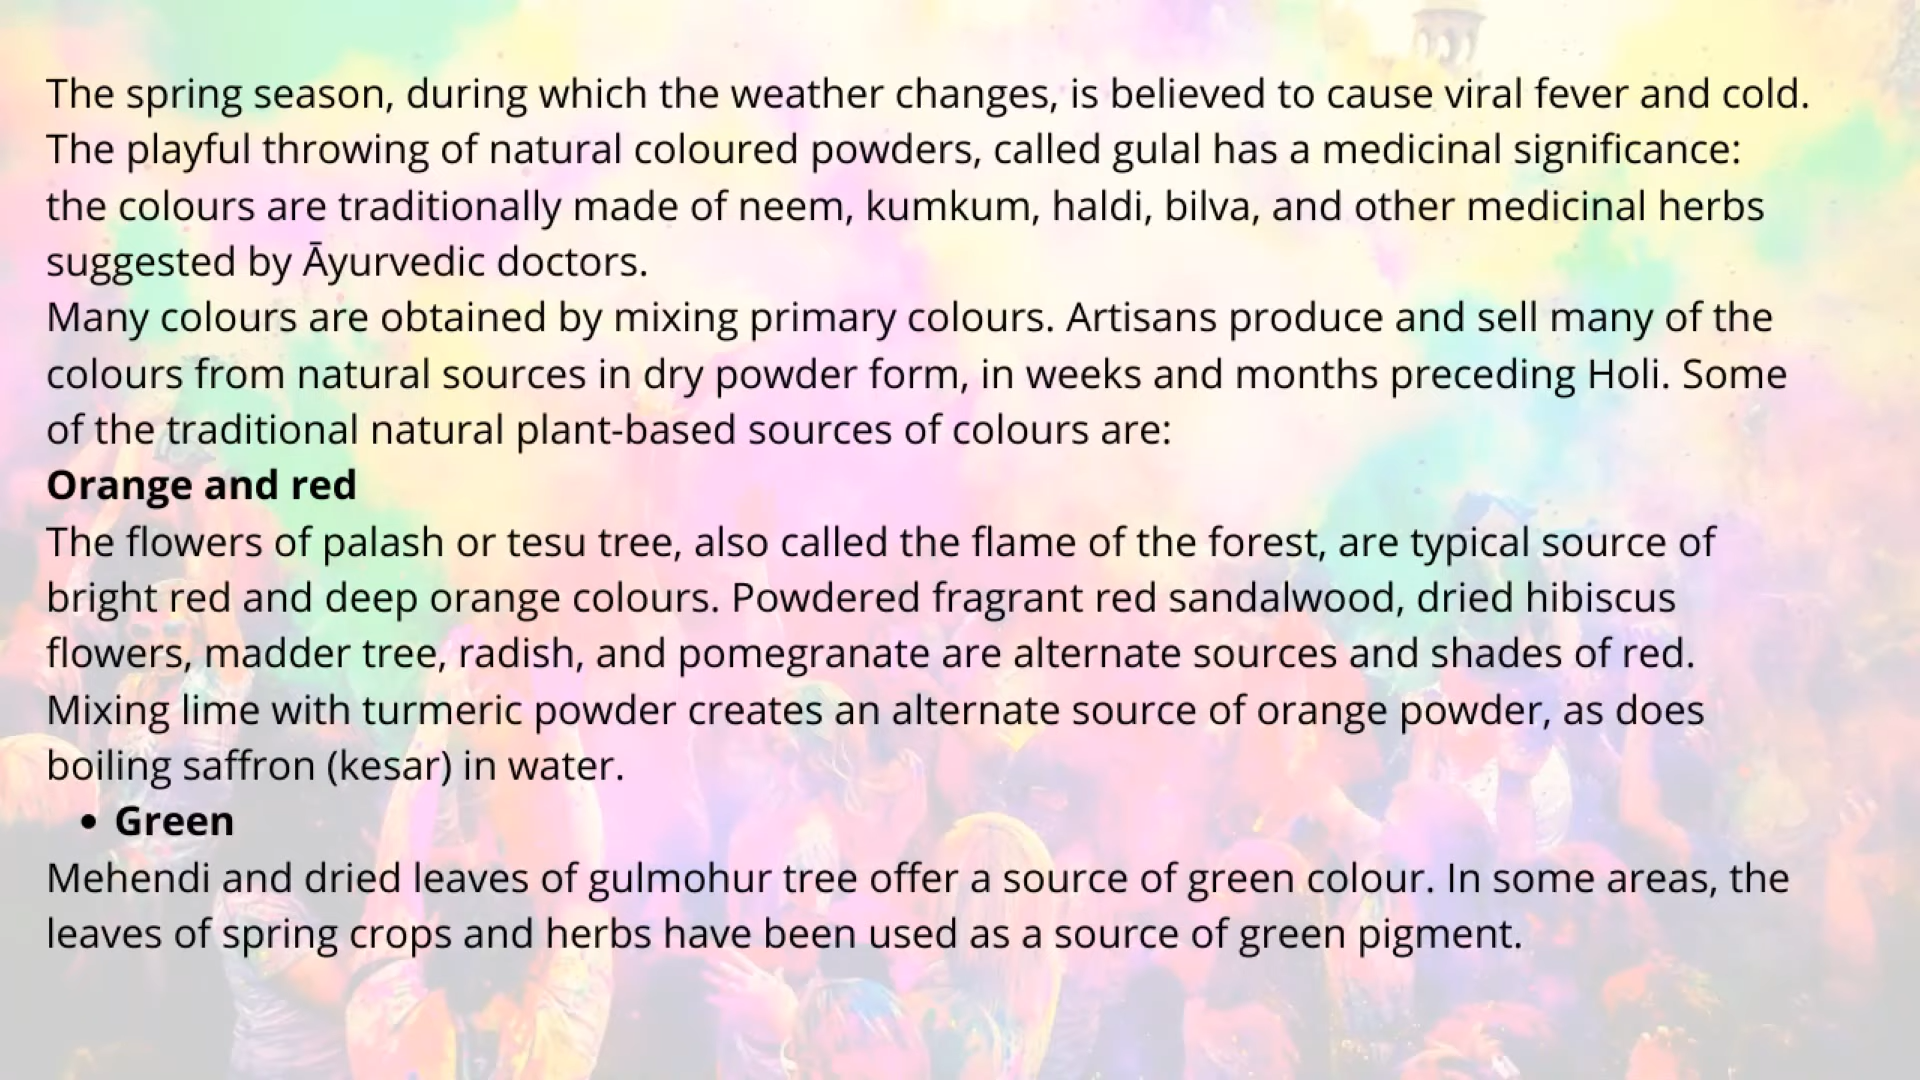 The spring season, during which the weather changes, is believed to cause viral fever and cold.
The playful throwing of natural coloured powders, called gulal has a medicinal significance:
the colours are traditionally made of neem, kumkum, haldi, bilva, and other medicinal herbs
suggested by Āyurvedic doctors.
Many colours are obtained by mixing primary colours. Artisans produce and sell many of the
colours from natural sources in dry powder form, in weeks and months preceding Holi. Some
of the traditional natural plant-based sources of colours are:
Orange and red
The flowers of palash or tesu tree, also called the flame of the forest, are typical source of
bright red and deep orange colours. Powdered fragrant red sandalwood, dried hibiscus
flowers, madder tree, radish, and pomegranate are alternate sources and shades of red.
Mixing lime with turmeric powder creates an alternate source of orange powder, as does
boiling saffron (kesar) in water.
• Green
Mehendi and dried leaves of gulmohur tree offer a source of green colour. In some areas, the
leaves of spring crops and herbs have been used as a source of green pigment.